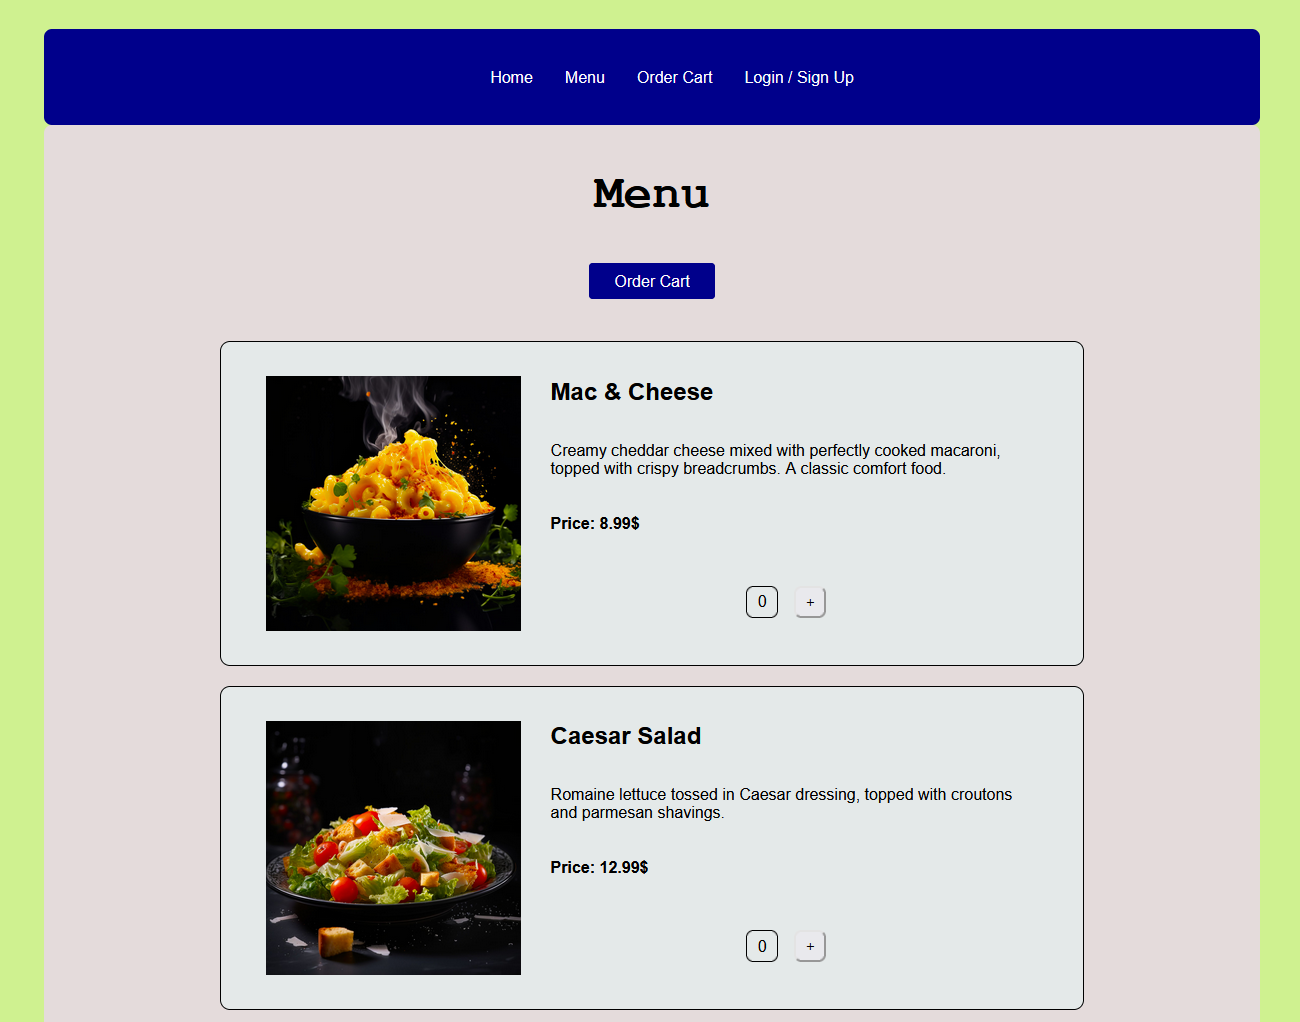 Home Menu Order Cart Login / Sign Up
Menu
Order Cart
Mac & Cheese
Creamy cheddar cheese mixed with perfectly cooked macaroni,
topped with crispy breadcrumbs. A classic comfort food.
Price: 8.99$
0 +
Caesar Salad
Romaine lettuce tossed in Caesar dressing, topped with croutons
and parmesan shavings.
Price: 12.99$
0 +